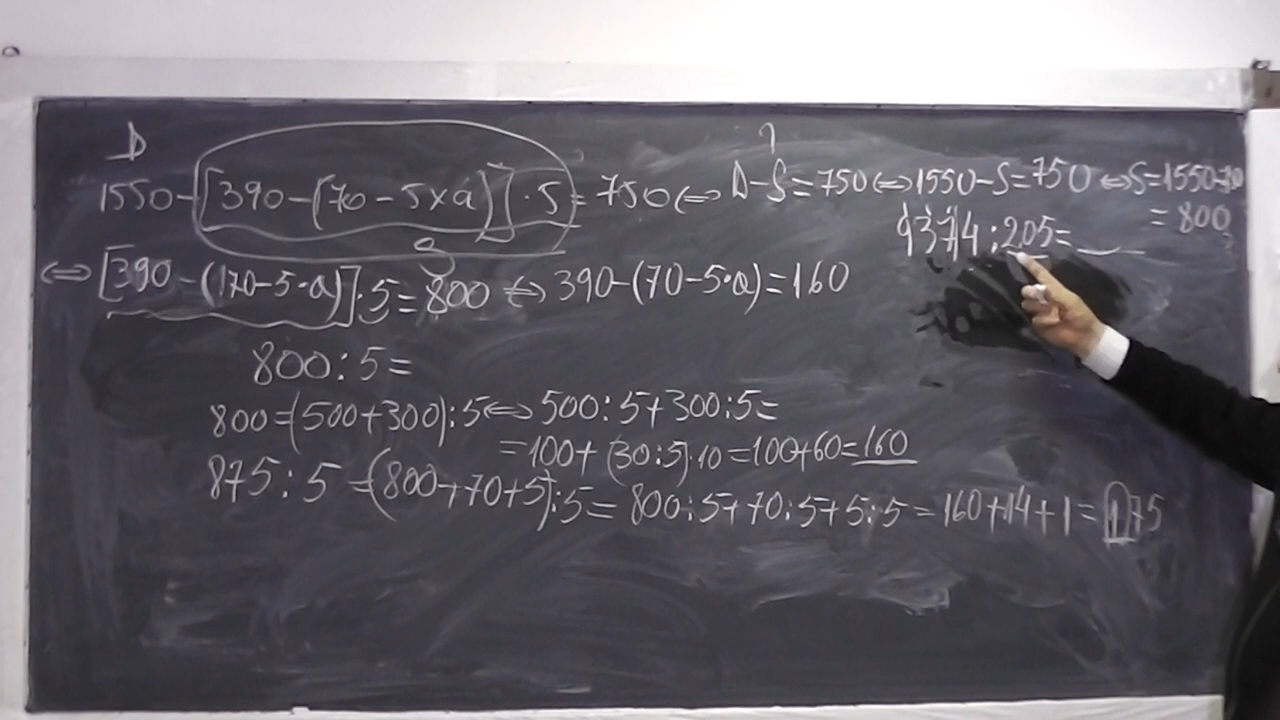 D
1550-[390-(70-5×a)]·5=750⇔ D-S=750⇔1550-S=750⇔S=1550-750
=800
9374:205=
⇔[390-(170-5·a)]·5=800⇔390-(70-5·a)=160
800:5=
800=(500+300):5⇔500:5+300:5=
=100+(30:5)·10=100+60=160
875:5=(800+70+5):5=800:5+70:5+5:5=160+14+1=175